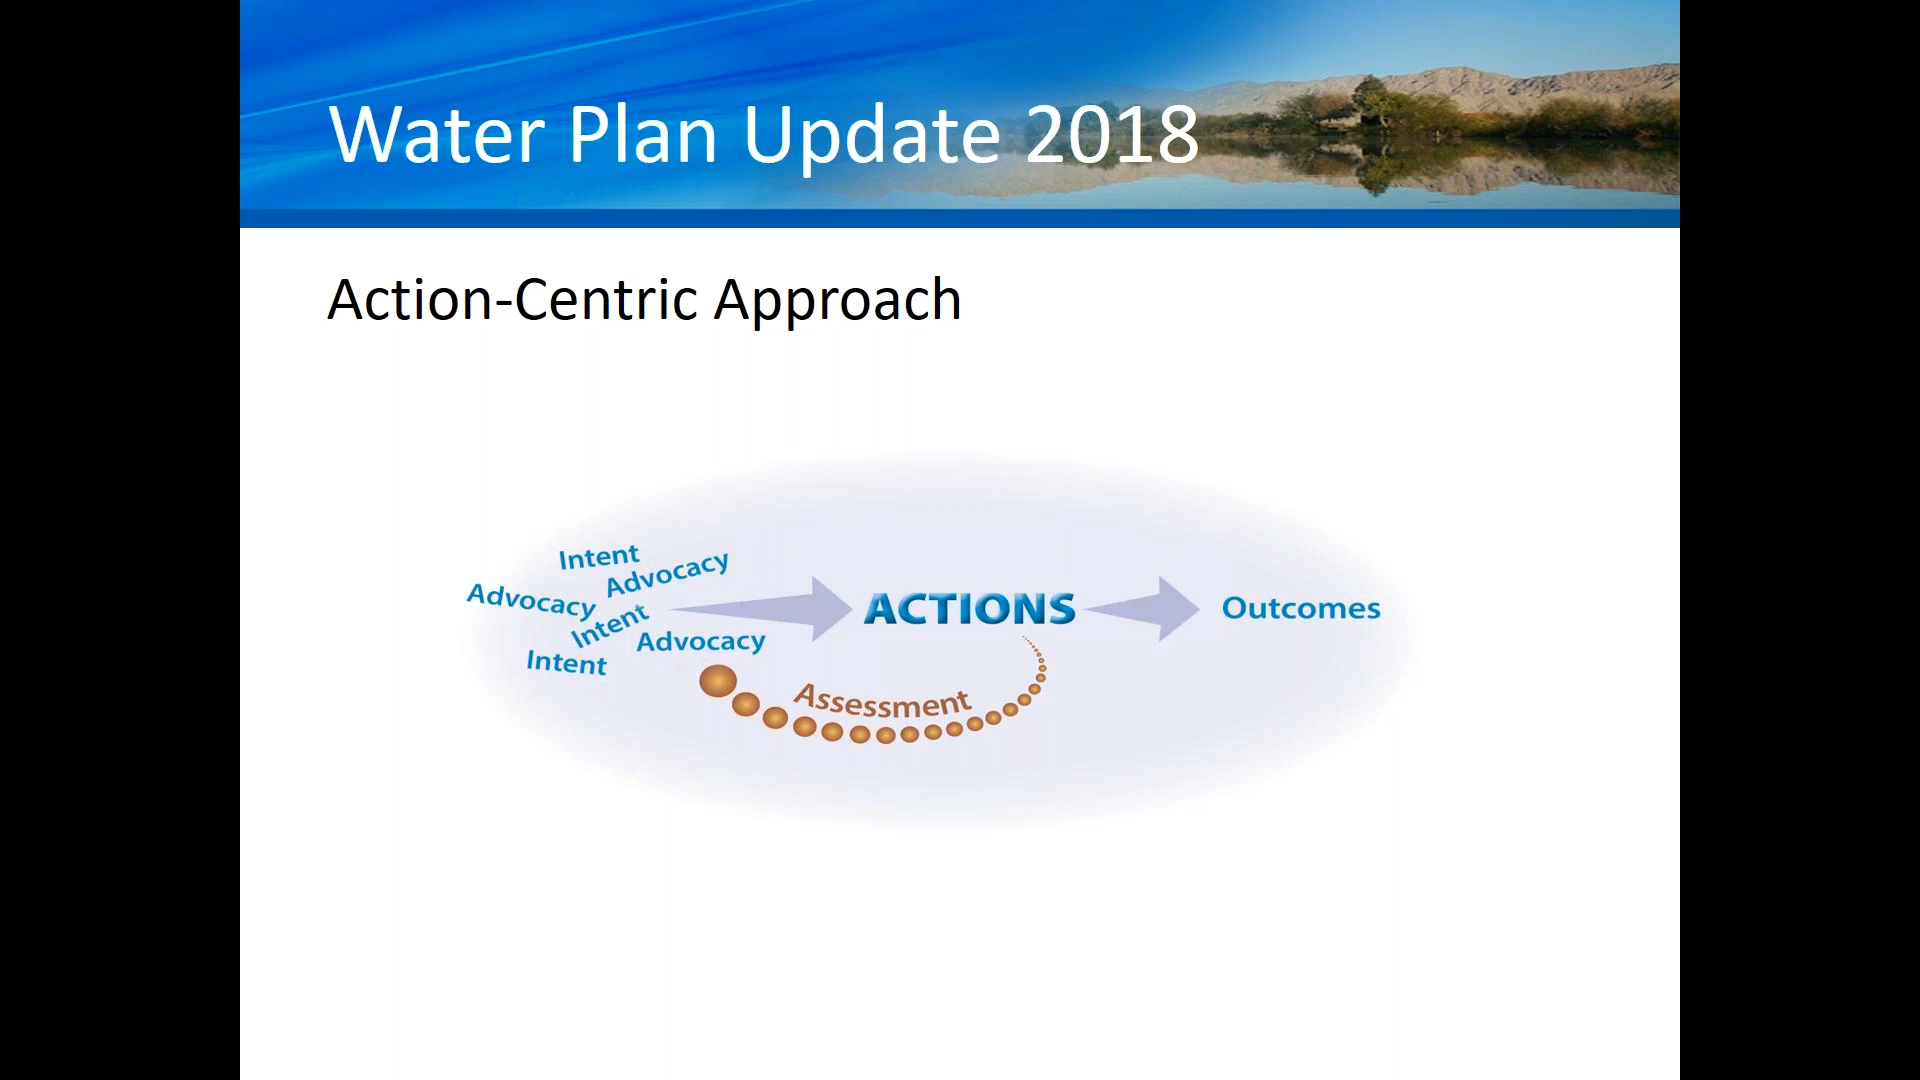 Water Plan Update 2018
Action-Centric Approach
Intent
Advocacy
Advocacy
Intent
Advocacy
Intent
ACTIONS
Outcomes
Assessment